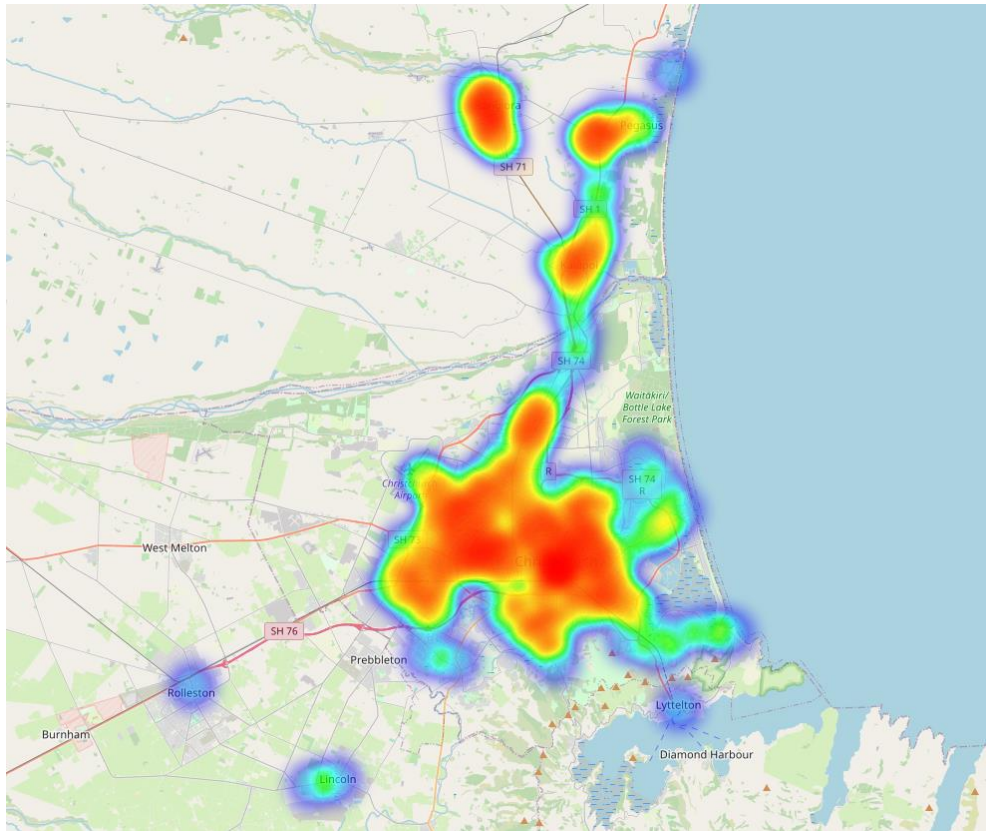 Pegasus
SH 71
SH 1
SH 74
Waitākiri/
Bottle Lake
Forest Park
R
SH 74
R
Airport
West Melton
SH 76
Prebbleton
Rolleston
Lyttelton
Burnham
Diamond Harbour
Lincoln